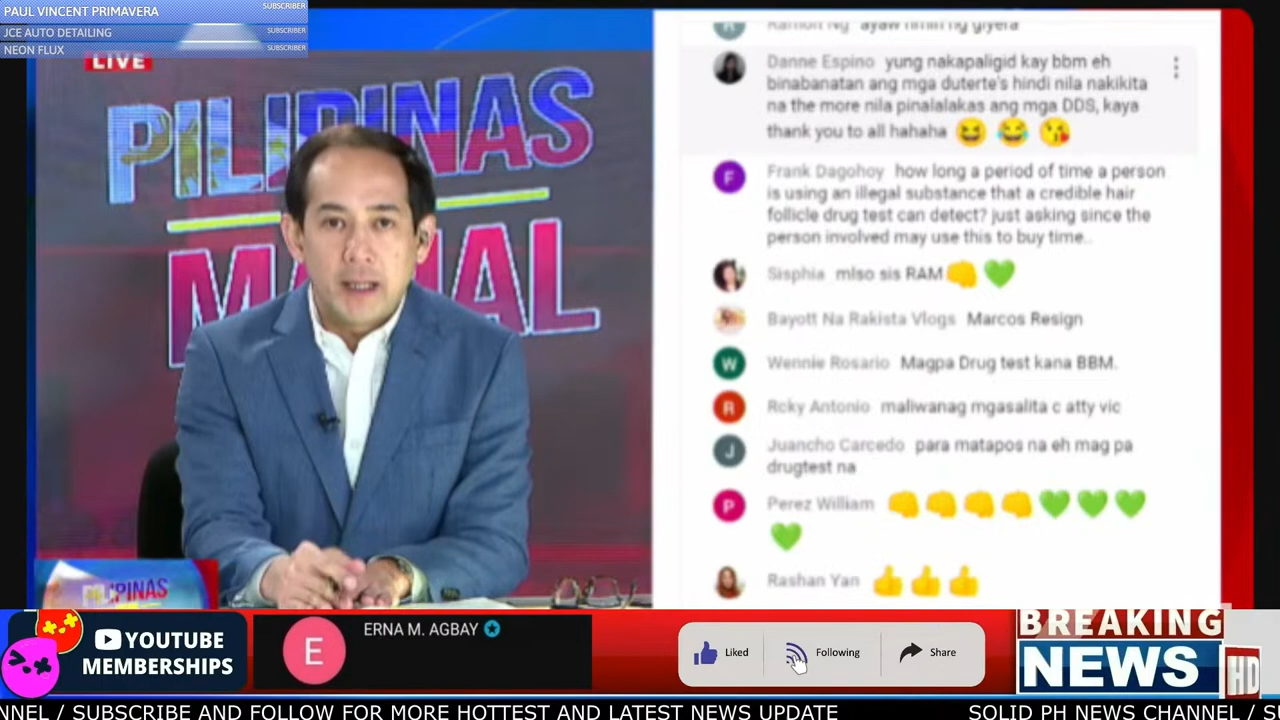 PAUL VINCENT PRIMAVERA SUBSCRIBER
JCE AUTO DETAILING SUBSCRIBER
NEON FLUX SUBSCRIBER
LIVE
PILIPINAS
yung nakapaligid kay bbm eh
Danne Espino
binabanatan ang mga duterte's hindi nila nakikita
na the more nila pinalalakas ang mga DDS, kaya
thank you to all hahaha 😆 😂 😘
Frank Dagohoy how long a period of time a person
is using an illegal substance that a credible hair
follicle drug test can detect? just asking since the
person involved may use this to buy time..
Sisphia mlso sis RAM 👊 💚
Bayott Na Rakista Vlogs Marcos Resign
W Wennie Rosario Magpa Drug test kana BBM.
R Rcky Antonio maliwanag mgasalita c atty vic
J Juancho Carcedo para matapos na eh mag pa
drugtest na
P Perez William 👊👊👊👊💚💚💚
💚
Rashan Yan 👍👍👍
YOUTUBE
MEMBERSHIPS
E ERNA M. AGBAY
Liked Following Share
BREAKING
NEWS HD
NNEL / SUBSCRIBE AND FOLLOW FOR MORE HOTTEST AND LATEST NEWS UPDATE SOLID PH NEWS CHANNEL / SU